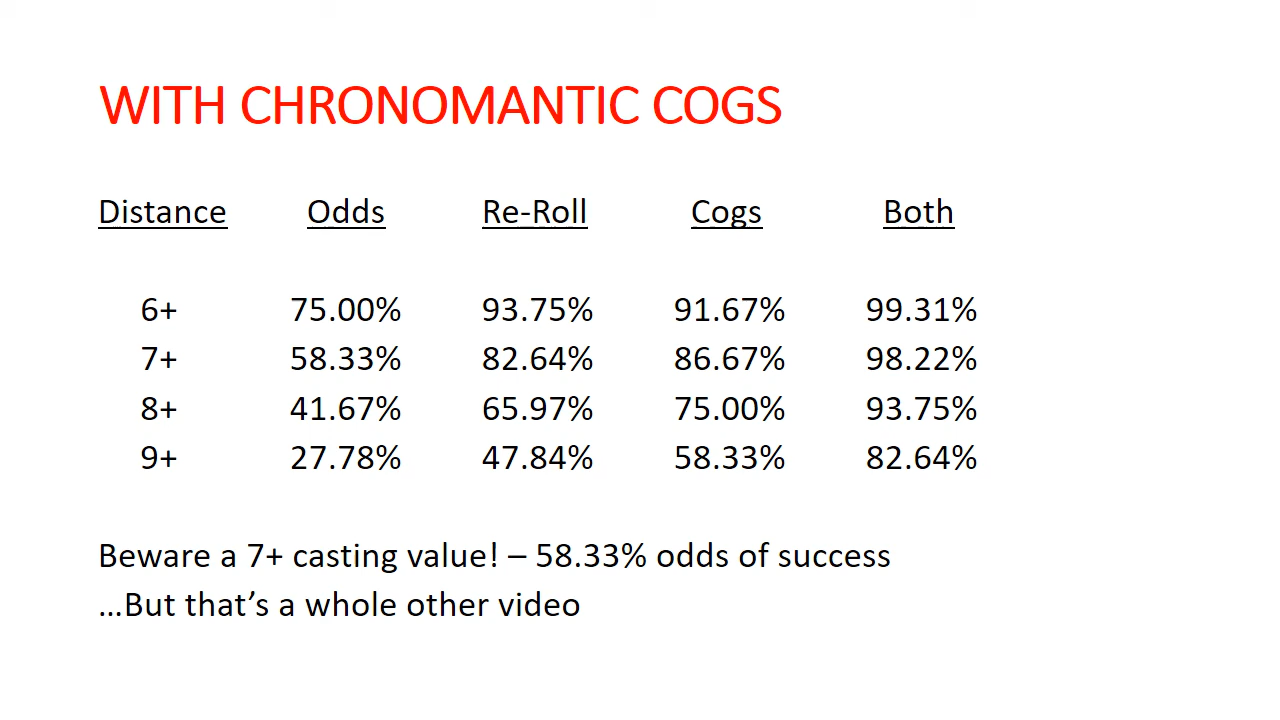 WITH CHRONOMANTIC COGS
Distance Odds Re-Roll Cogs Both
6+ 75.00% 93.75% 91.67% 99.31%
7+ 58.33% 82.64% 86.67% 98.22%
8+ 41.67% 65.97% 75.00% 93.75%
9+ 27.78% 47.84% 58.33% 82.64%
Beware a 7+ casting value! – 58.33% odds of success
…But that’s a whole other video